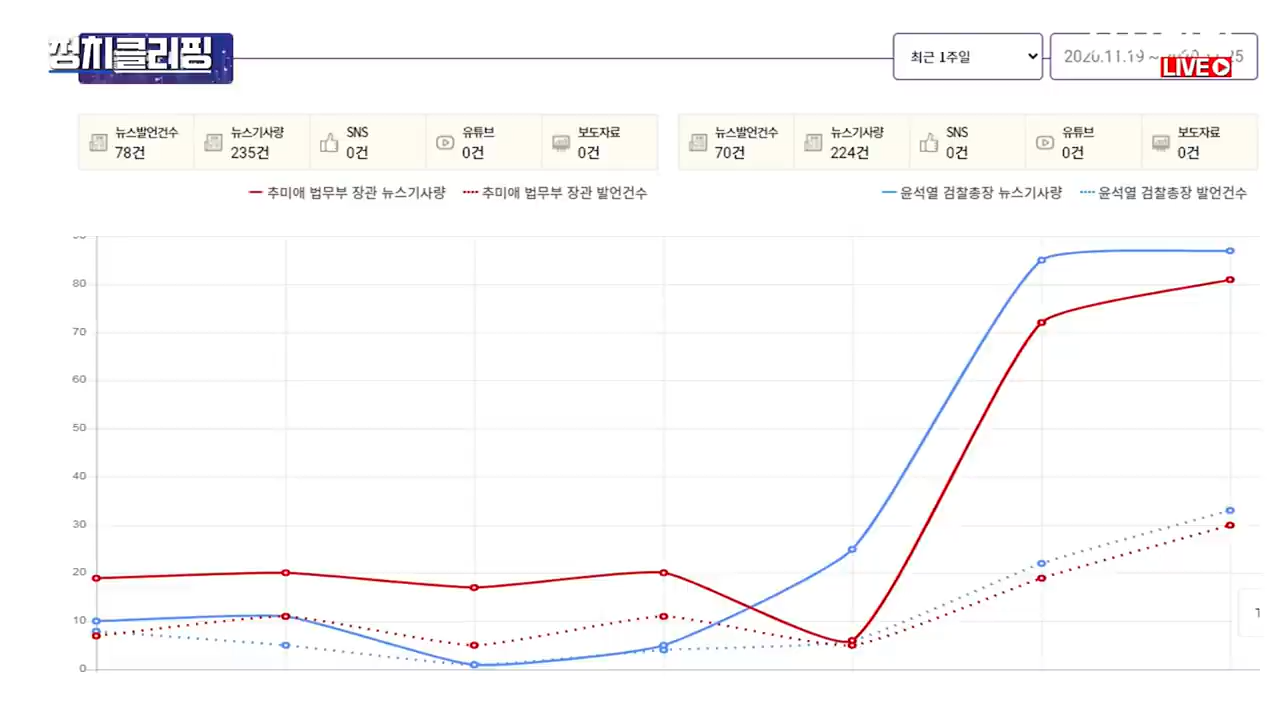 정치클리핑
최근 1주일
LIVE
뉴스발언건수 뉴스기사량 SNS 유튜브 보도자료
78건 235건 0건 0건 0건
뉴스발언건수 뉴스기사량 SNS 유튜브 보도자료
70건 224건 0건 0건 0건
추미애 법무부 장관 뉴스기사량 추미애 법무부 장관 발언건수
윤석열 검찰총장 뉴스기사량 윤석열 검찰총장 발언건수
80
70
60
50
40
30
20
10
0